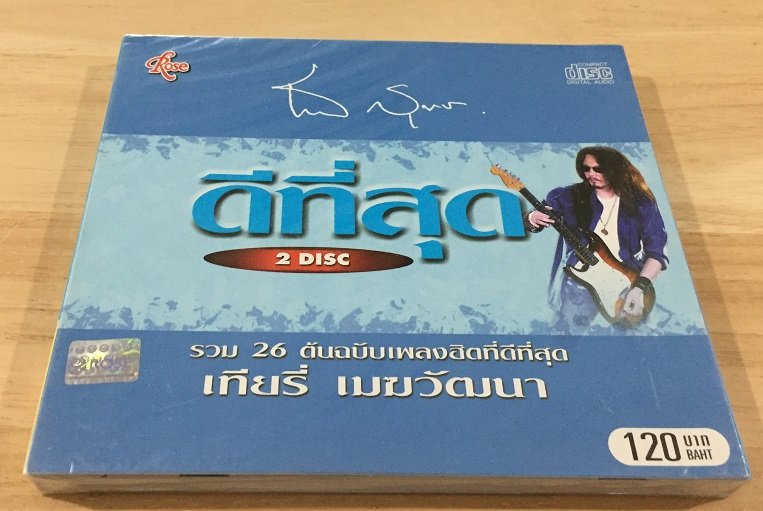 Rose
COMPACT
disc
DIGITAL AUDIO
ดีที่สุด
2 DISC
รวม 26 ต้นฉบับเพลงฮิตที่ดีที่สุด
เทียรี่ เมฆวัฒนา
120 บาท
BAHT